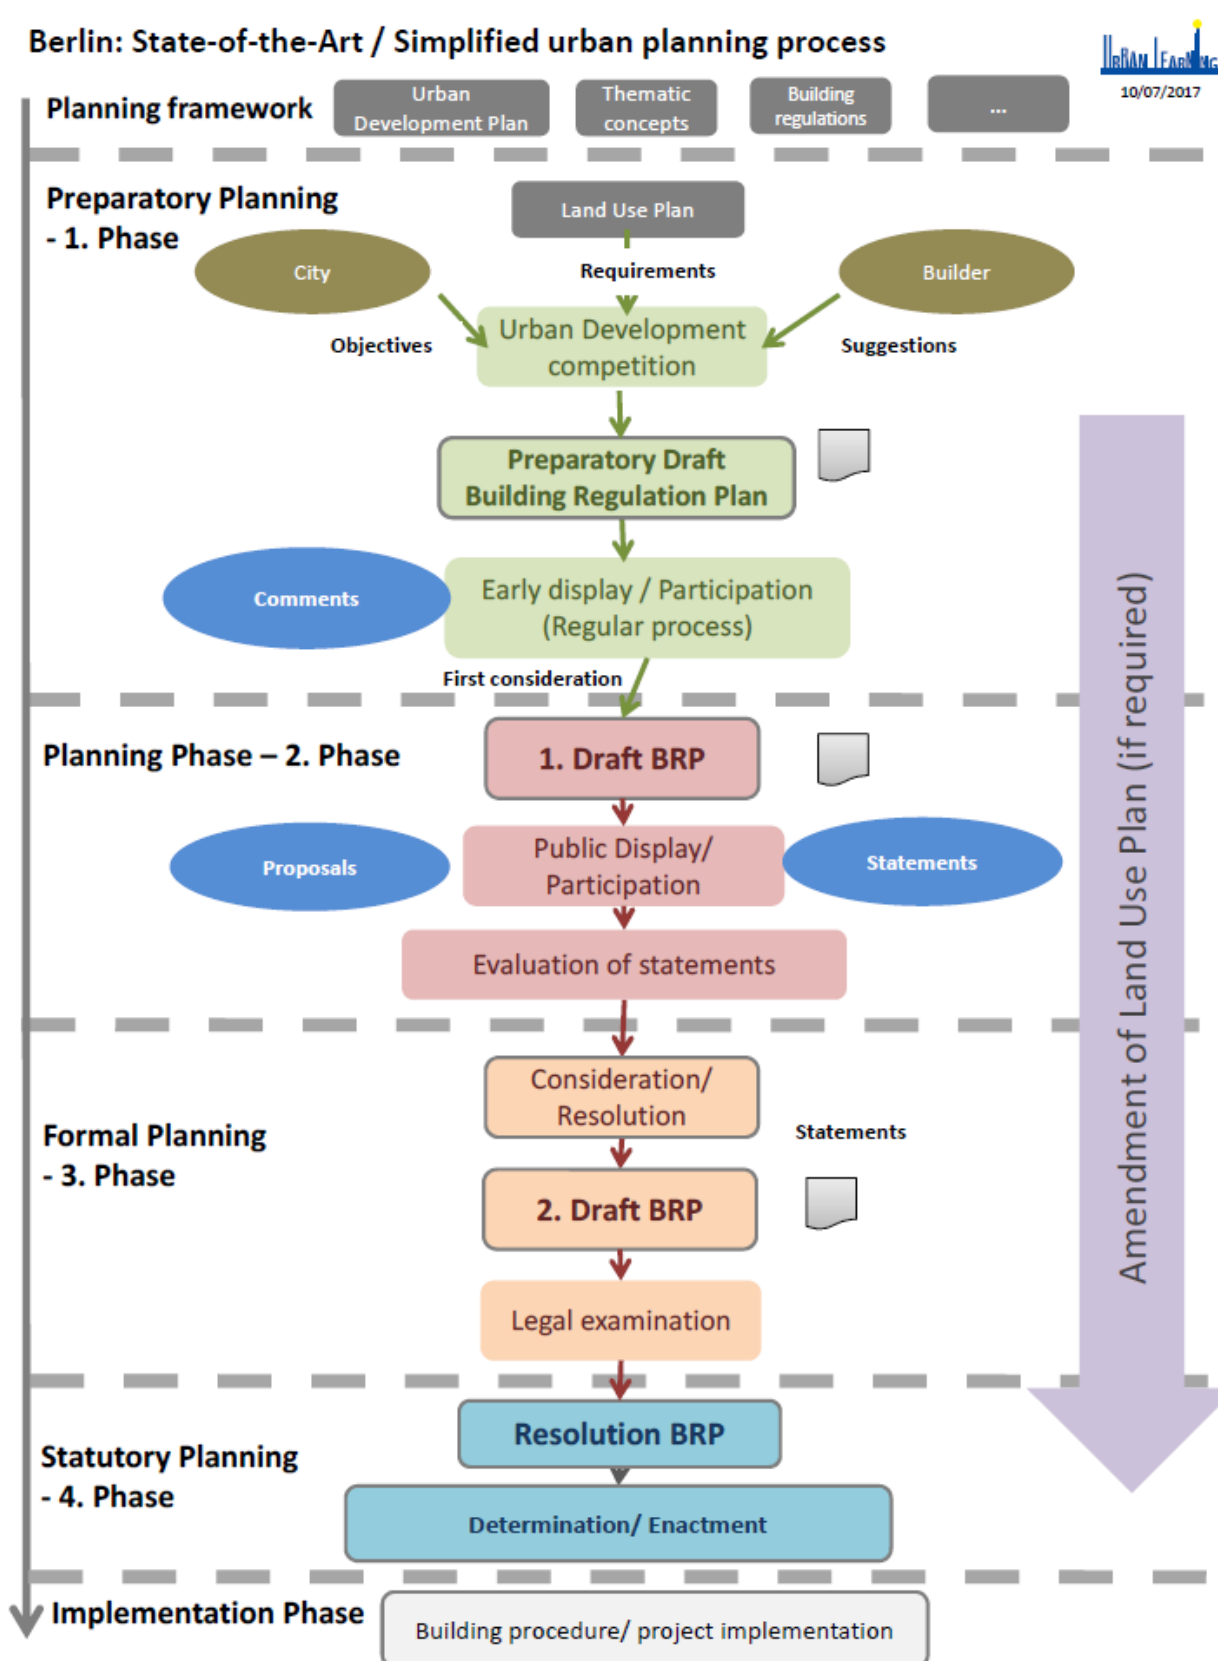 Berlin: State-of-the-Art / Simplified urban planning process
URBAN LEARNING
10/07/2017
Planning framework
Urban
Development Plan
Thematic
concepts
Building
regulations
...
Preparatory Planning
- 1. Phase
Land Use Plan
City
Requirements
Builder
Objectives
Urban Development
competition
Suggestions
Preparatory Draft
Building Regulation Plan
Comments
Early display / Participation
(Regular process)
First consideration
Planning Phase – 2. Phase
1. Draft BRP
Proposals
Public Display/
Participation
Statements
Evaluation of statements
Formal Planning
- 3. Phase
Consideration/
Resolution
Statements
2. Draft BRP
Legal examination
Amendment of Land Use Plan (if required)
Statutory Planning
- 4. Phase
Resolution BRP
Determination/ Enactment
Implementation Phase
Building procedure/ project implementation